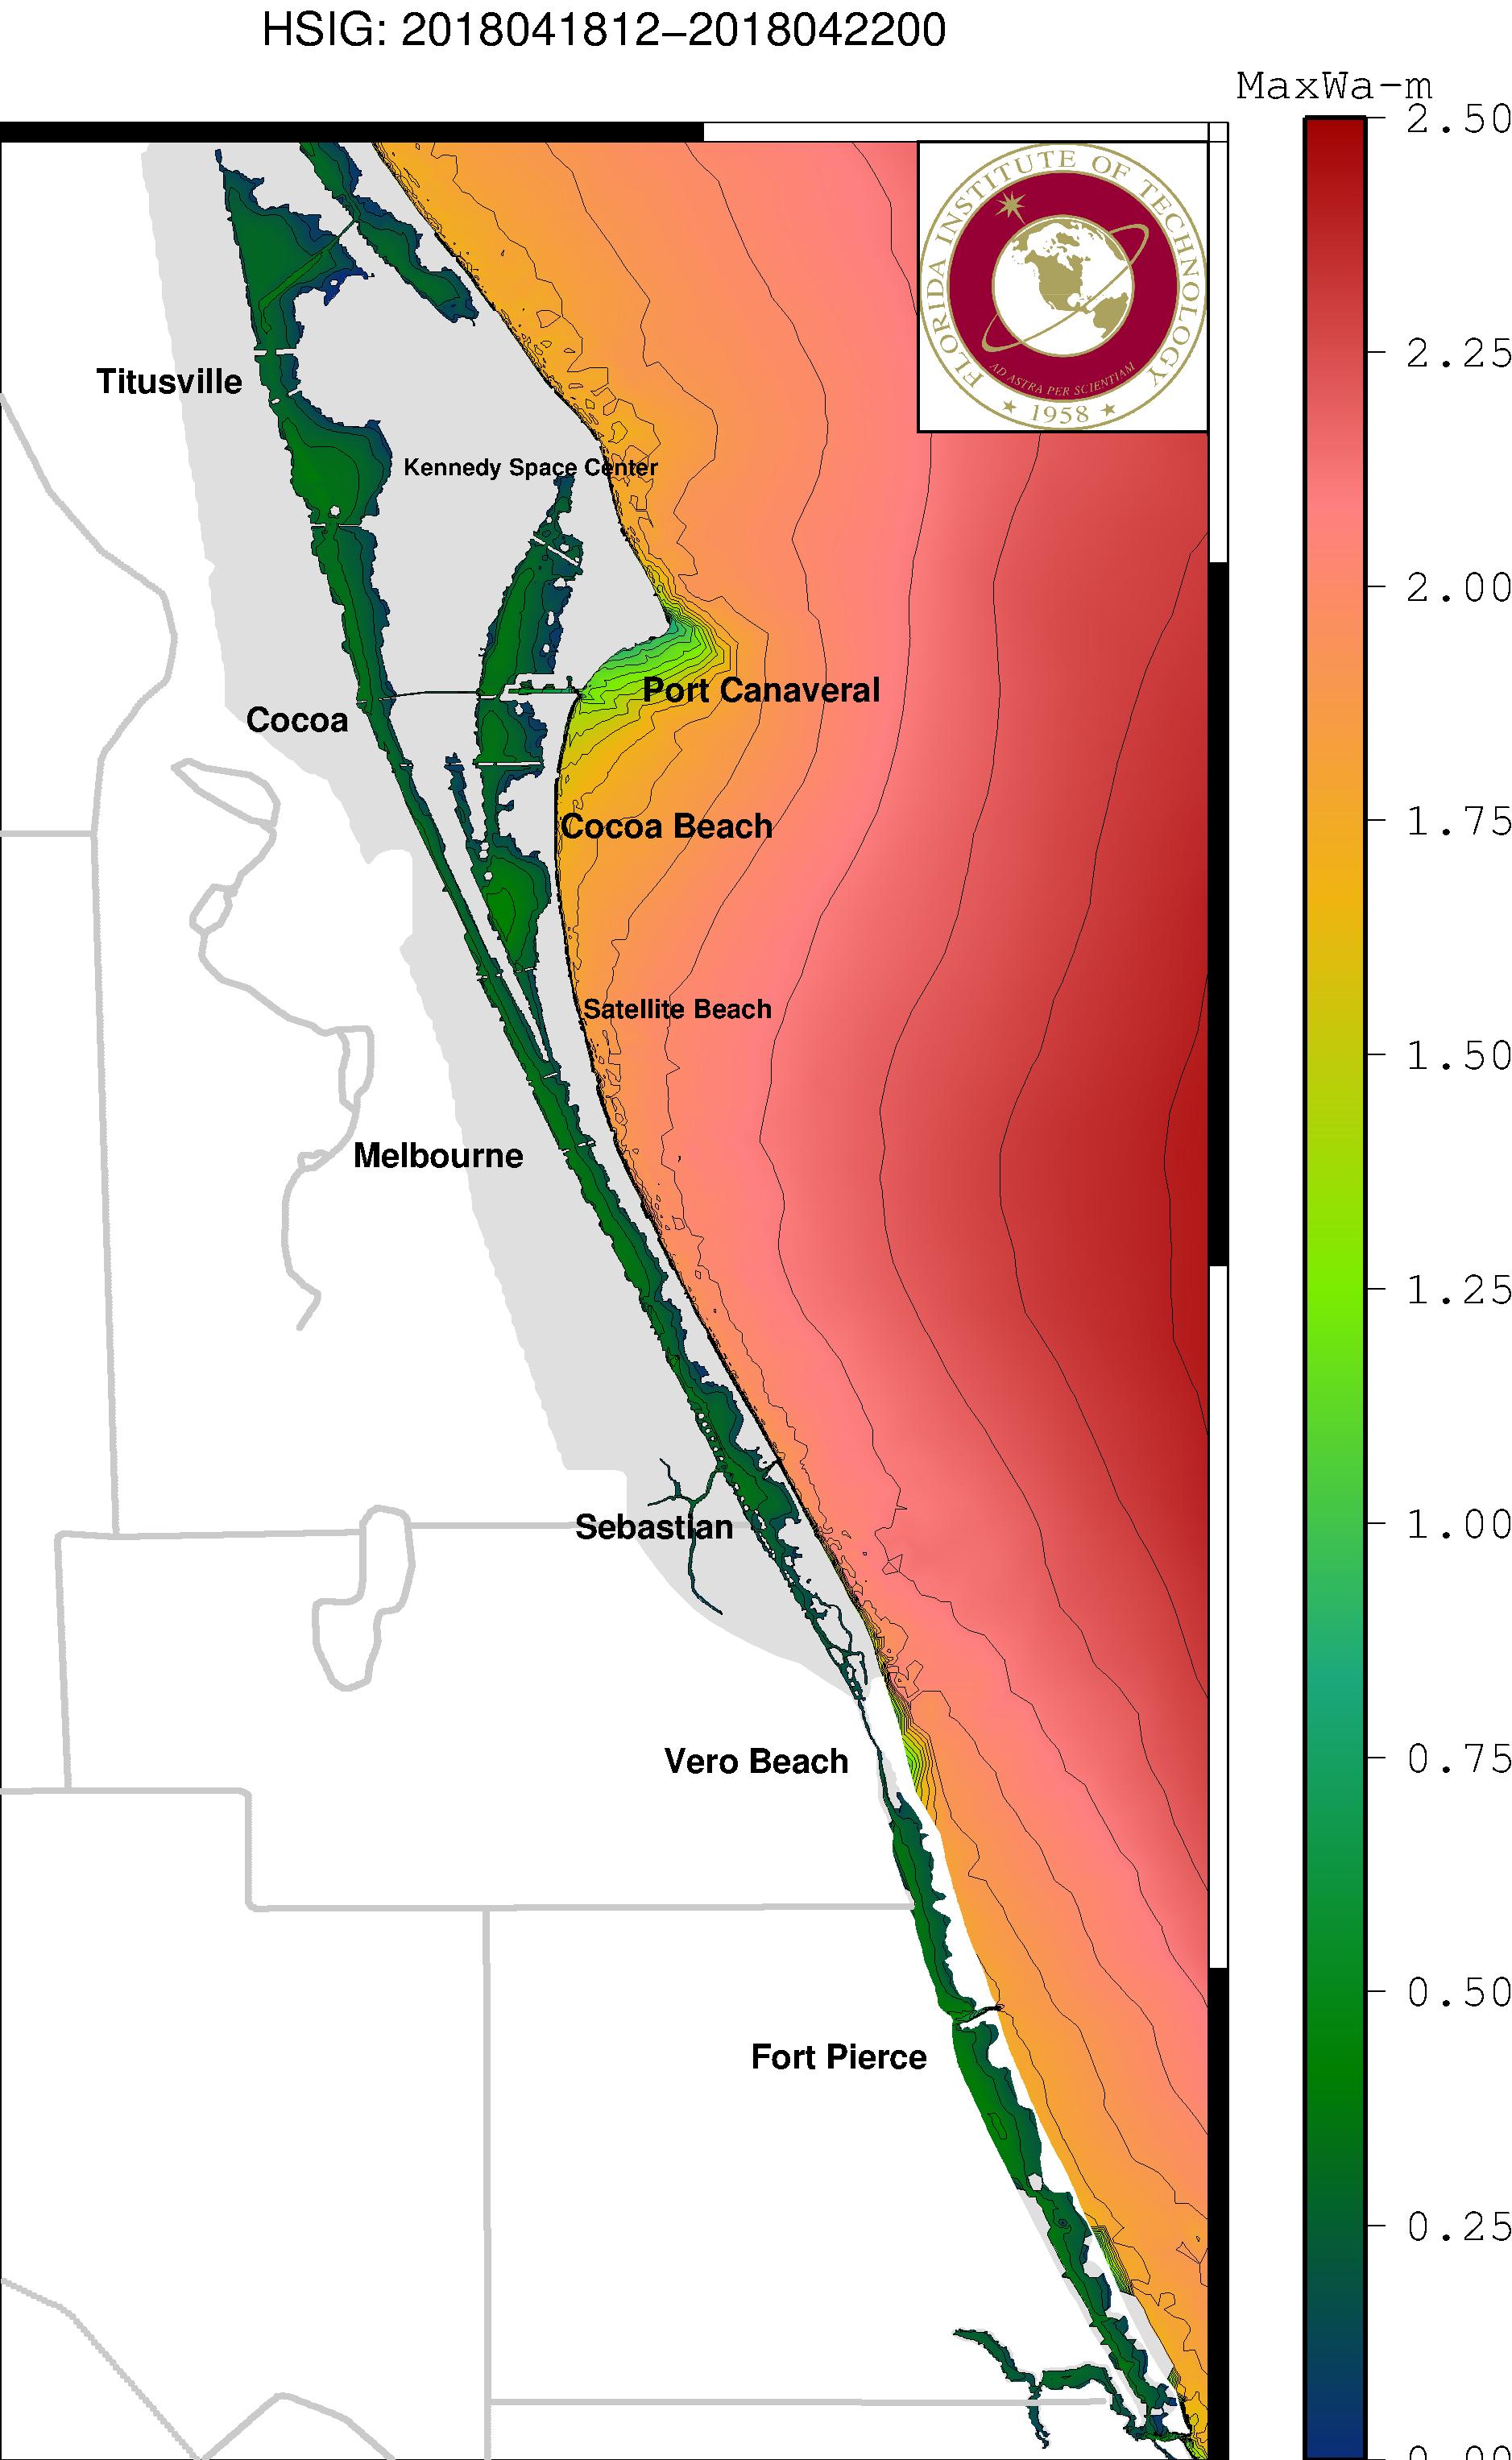 HSIG: 2018041812–2018042200
MaxWa-m
2.50
2.25
2.00
1.75
1.50
1.25
1.00
0.75
0.50
0.25
0.00
FLORIDA INSTITUTE OF TECHNOLOGY
AD ASTRA PER SCIENTIAM
★ 1958 ★
Titusville
Kennedy Space Center
Port Canaveral
Cocoa
Cocoa Beach
Satellite Beach
Melbourne
Sebastian
Vero Beach
Fort Pierce